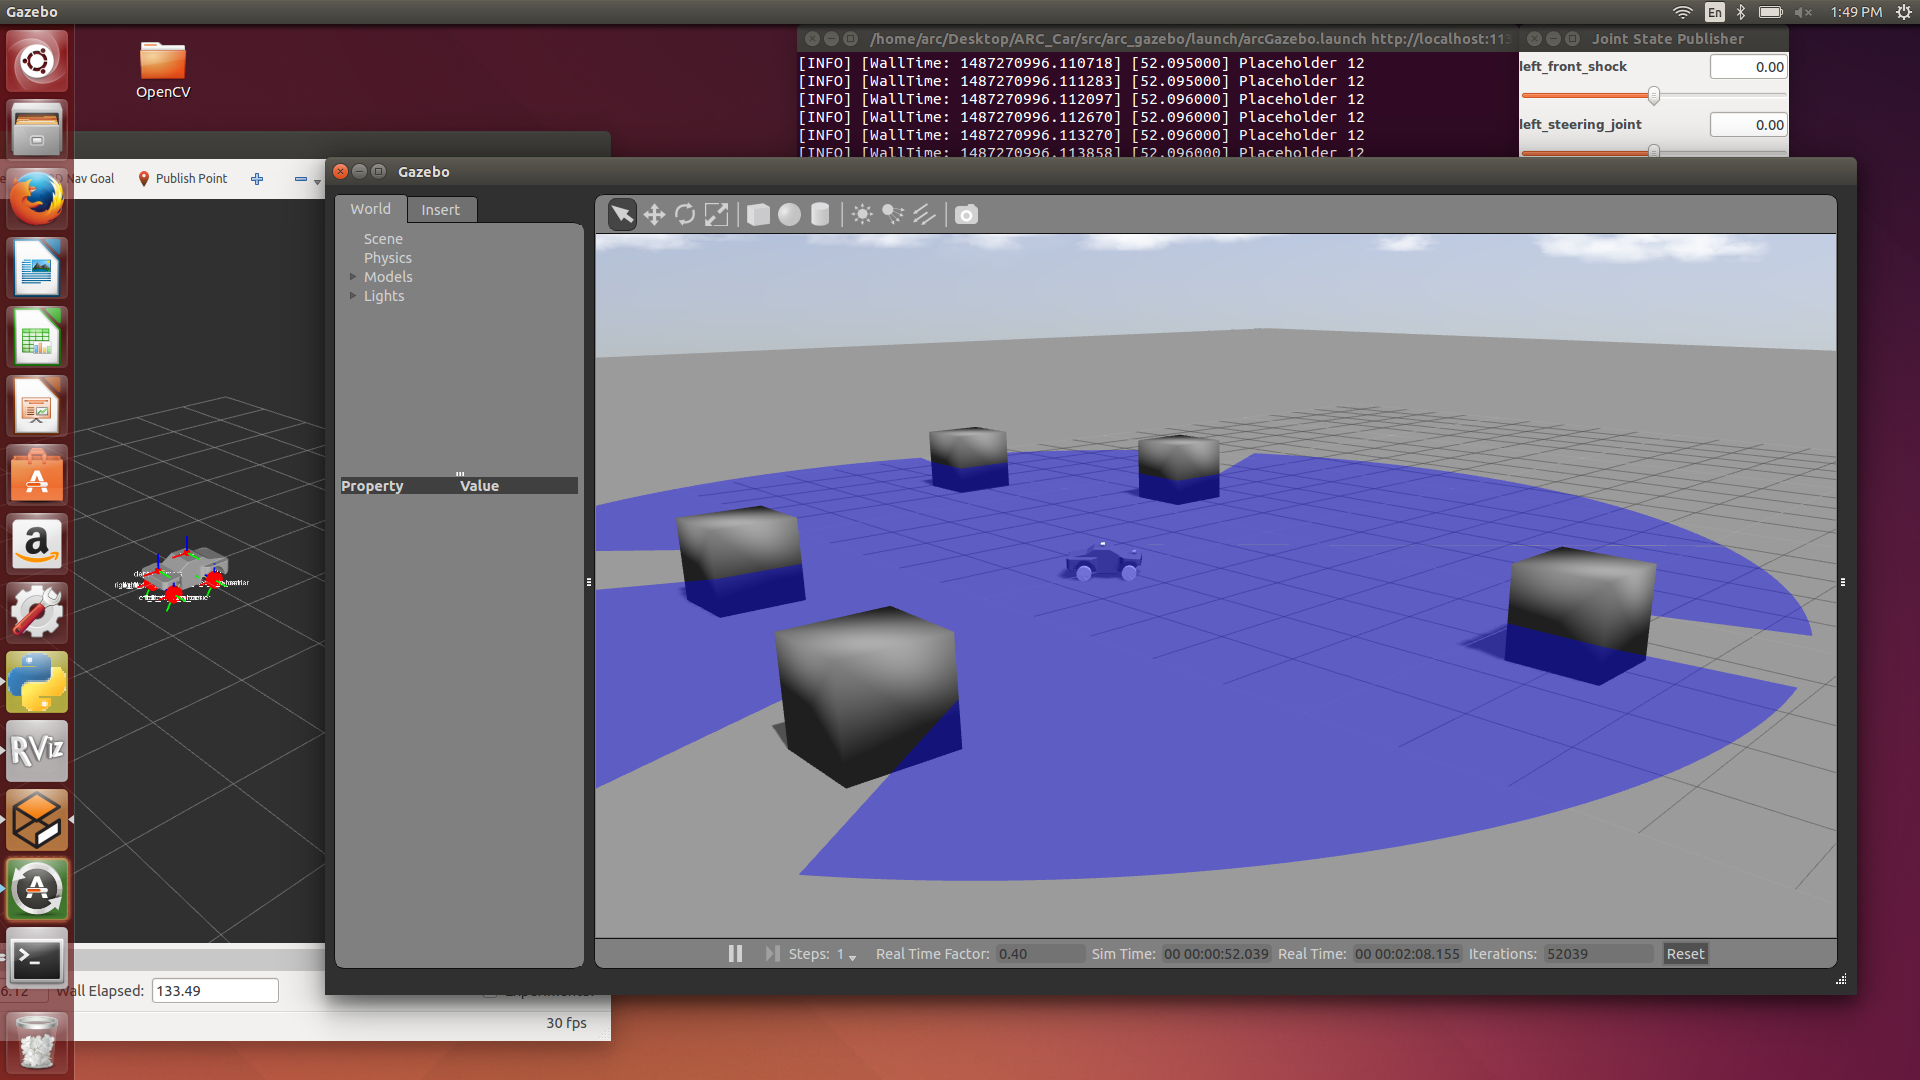 Gazebo
En
1:49 PM
OpenCV
/home/arc/Desktop/ARC_Car/src/arc_gazebo/launch/arcGazebo.launch http://localhost:113
[INFO] [WallTime: 1487270996.110718] [52.095000] Placeholder 12
[INFO] [WallTime: 1487270996.111283] [52.095000] Placeholder 12
[INFO] [WallTime: 1487270996.112097] [52.096000] Placeholder 12
[INFO] [WallTime: 1487270996.112670] [52.096000] Placeholder 12
[INFO] [WallTime: 1487270996.113270] [52.096000] Placeholder 12
[INFO] [WallTime: 1487270996.113858] [52.096000] Placeholder 12
Joint State Publisher
left_front_shock 0.00
left_steering_joint 0.00
Nav Goal
Publish Point
Gazebo
World
Insert
Scene
Physics
Models
Lights
Property Value
Steps: 1
Real Time Factor: 0.40
Sim Time: 00 00:00:52.039
Real Time: 00 00:02:08.155
Iterations: 52039
Reset
RViz
6.12
Wall Elapsed: 133.49
30 fps